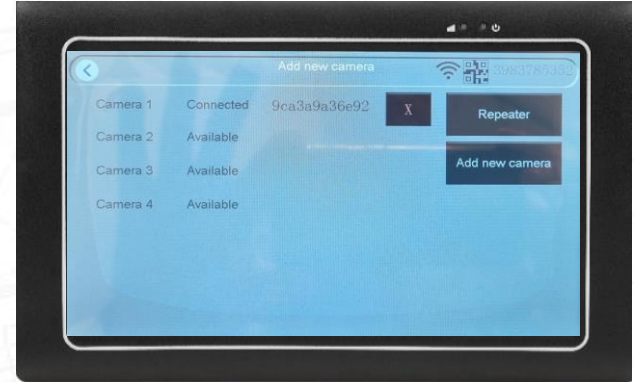 Add new camera 3983785352
Camera 1 Connected 9ca3a9a36e92 X Repeater
Camera 2 Available
Camera 3 Available Add new camera
Camera 4 Available